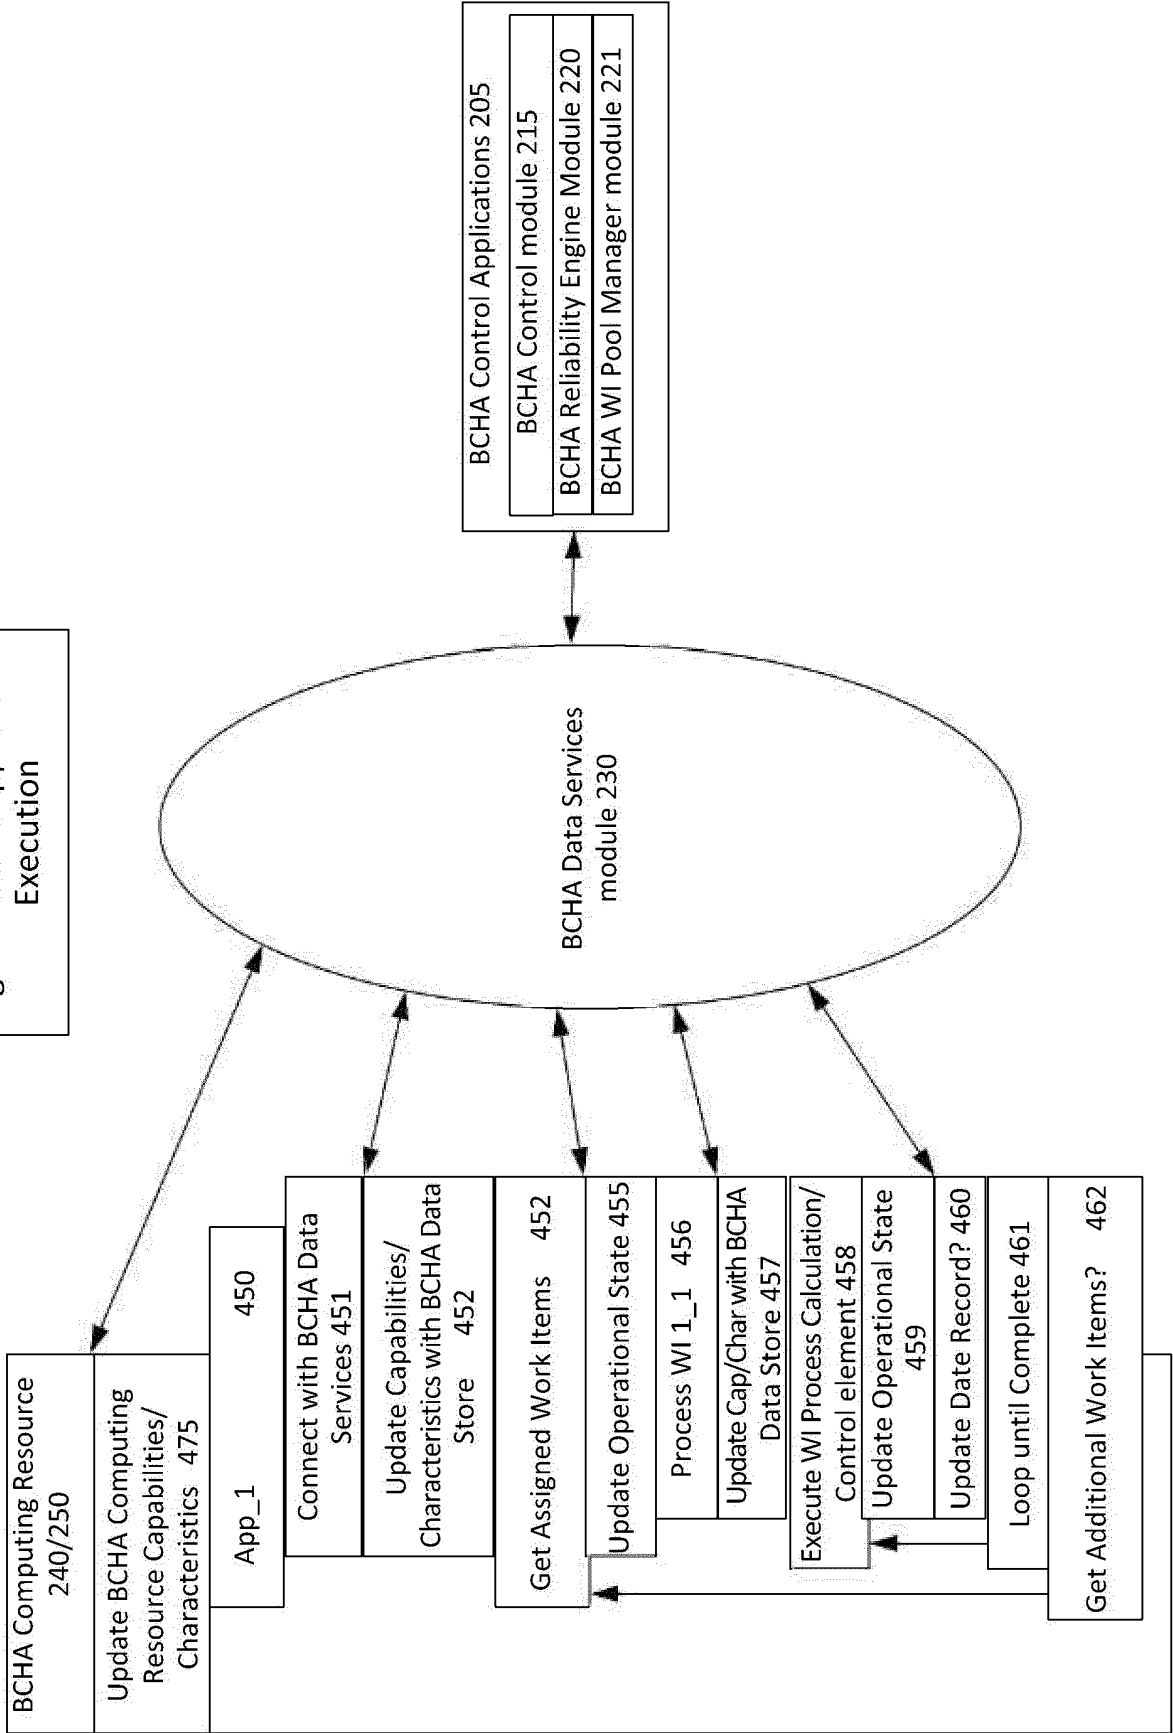 Execution
BCHA Computing Resource
240/250
Update BCHA Computing
Resource Capabilities/
Characteristics 475
App_1 450
Connect with BCHA Data
Services 451
Update Capabilities/
Characteristics with BCHA Data
Store 452
Get Assigned Work Items 452
Update Operational State 455
Process WI 1_1 456
Update Cap/Char with BCHA
Data Store 457
Execute WI Process Calculation/
Control element 458
Update Operational State
459
Update Date Record? 460
Loop until Complete 461
Get Additional Work Items? 462
BCHA Data Services
module 230
BCHA Control Applications 205
BCHA Control module 215
BCHA Reliability Engine Module 220
BCHA WI Pool Manager module 221